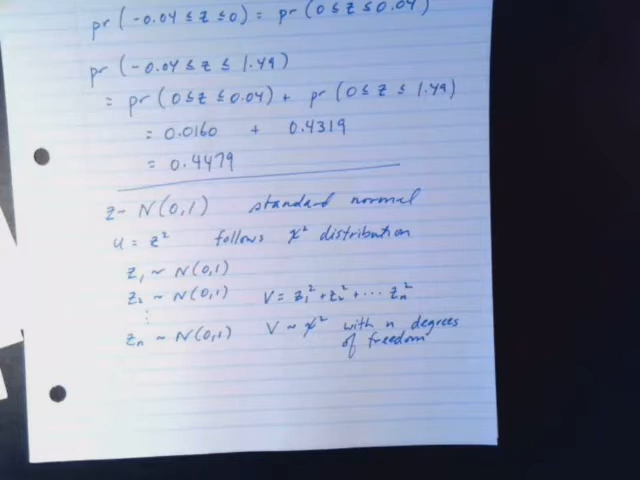 pr(-0.04 ≤ z ≤ 0) = pr(0 ≤ z ≤ 0.04)
pr(-0.04 ≤ z ≤ 1.49)
= pr(0 ≤ z ≤ 0.04) + pr(0 ≤ z ≤ 1.49)
= 0.0160 + 0.4319
= 0.4479
z ~ N(0,1) standard normal
u = z² follows χ² distribution
z₁ ~ N(0,1)
z₂ ~ N(0,1) V = z₁² + z₂² + ··· zₙ²
⋮
zₙ ~ N(0,1) V ~ χ² with n degrees
of freedom